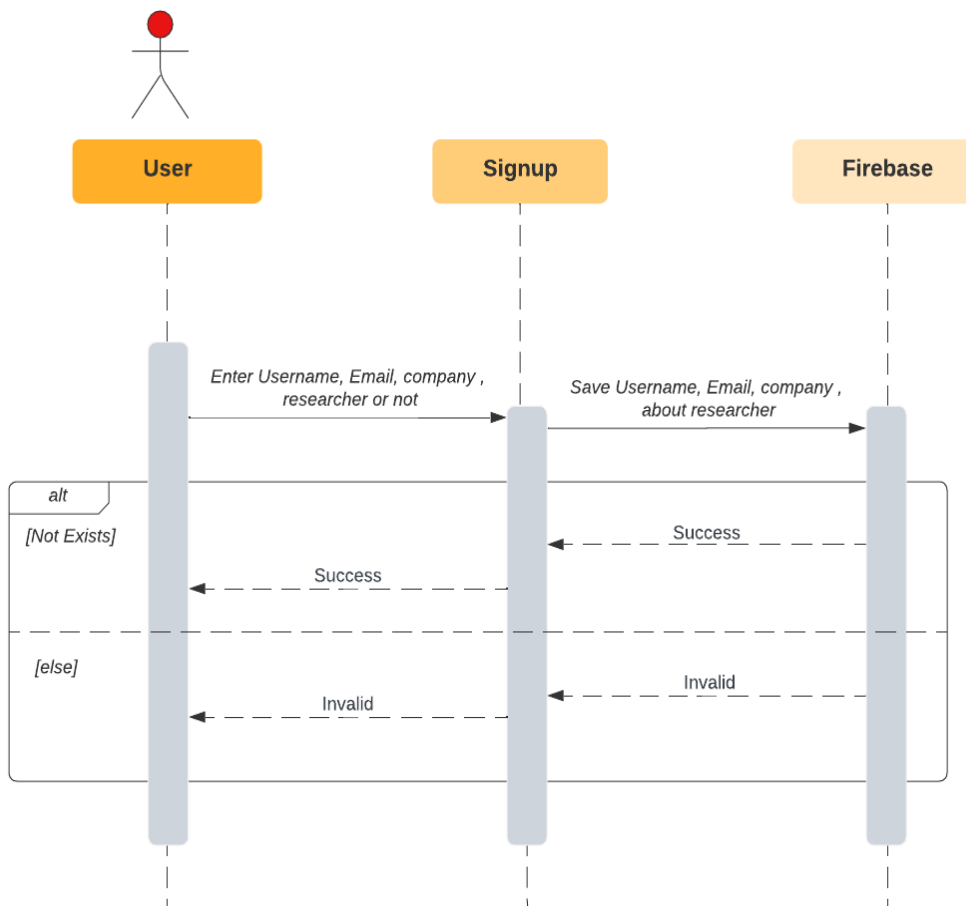 User
Signup
Firebase
Enter Username, Email, company ,
researcher or not
Save Username, Email, company ,
about researcher
alt
[Not Exists]
Success
Success
[else]
Invalid
Invalid